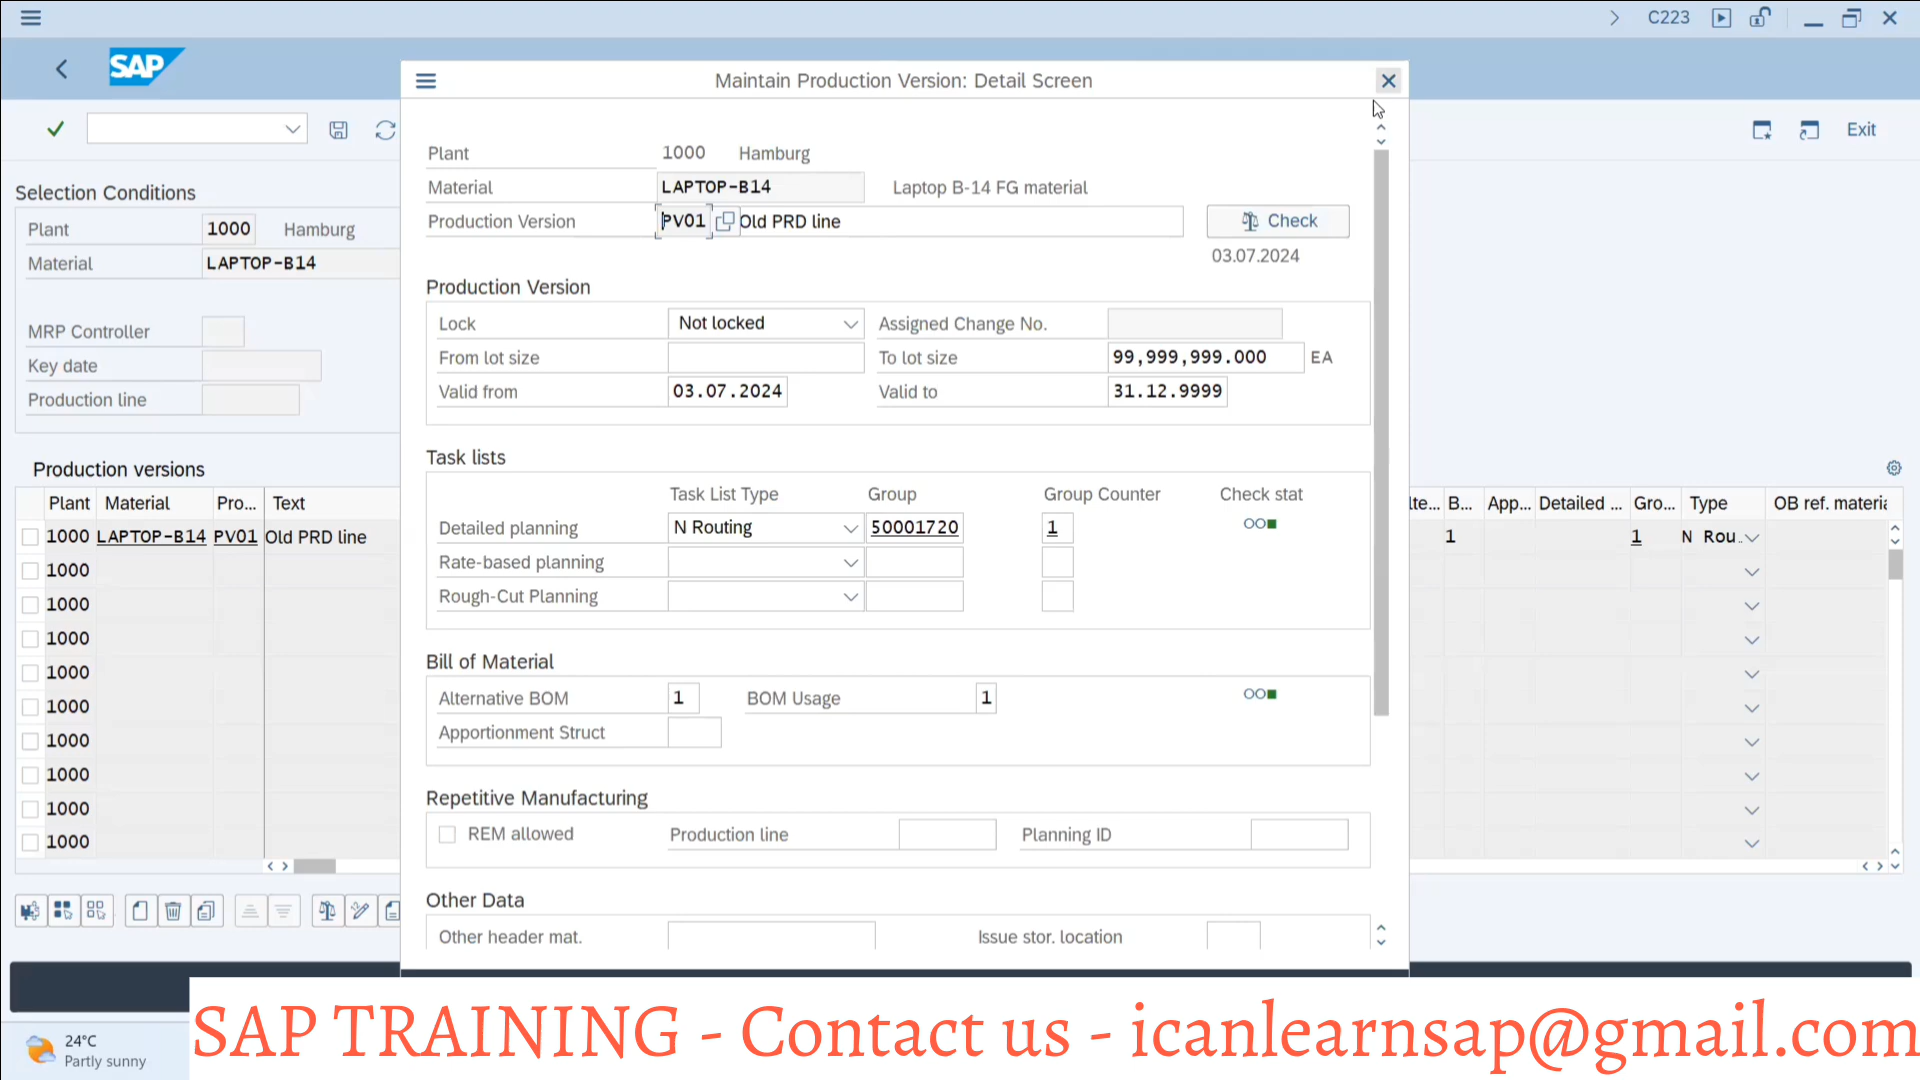 C223
SAP
Maintain Production Version: Detail Screen
Exit
Selection Conditions
Plant 1000 Hamburg
Material LAPTOP-B14
MRP Controller
Key date
Production line
Plant 1000 Hamburg
Material LAPTOP-B14 Laptop B-14 FG material
Production Version PV01 Old PRD line Check
03.07.2024
Production Version
Lock Not locked Assigned Change No.
From lot size To lot size 99,999,999.000 EA
Valid from 03.07.2024 Valid to 31.12.9999
Task lists
Task List Type Group Group Counter Check stat
Detailed planning N Routing 50001720 1
Rate-based planning
Rough-Cut Planning
Bill of Material
Alternative BOM 1 BOM Usage 1
Apportionment Struct
Repetitive Manufacturing
REM allowed Production line Planning ID
Other Data
Other header mat. Issue stor. location
Production versions
Plant Material Pro... Text lte... B... App... Detailed ... Gro... Type OB ref. materia
1000 LAPTOP-B14 PV01 Old PRD line 1 1 N Rou..
1000
1000
1000
1000
1000
1000
1000
1000
1000
SAP TRAINING - Contact us - icanlearnsap@gmail.com
24°C
Partly sunny